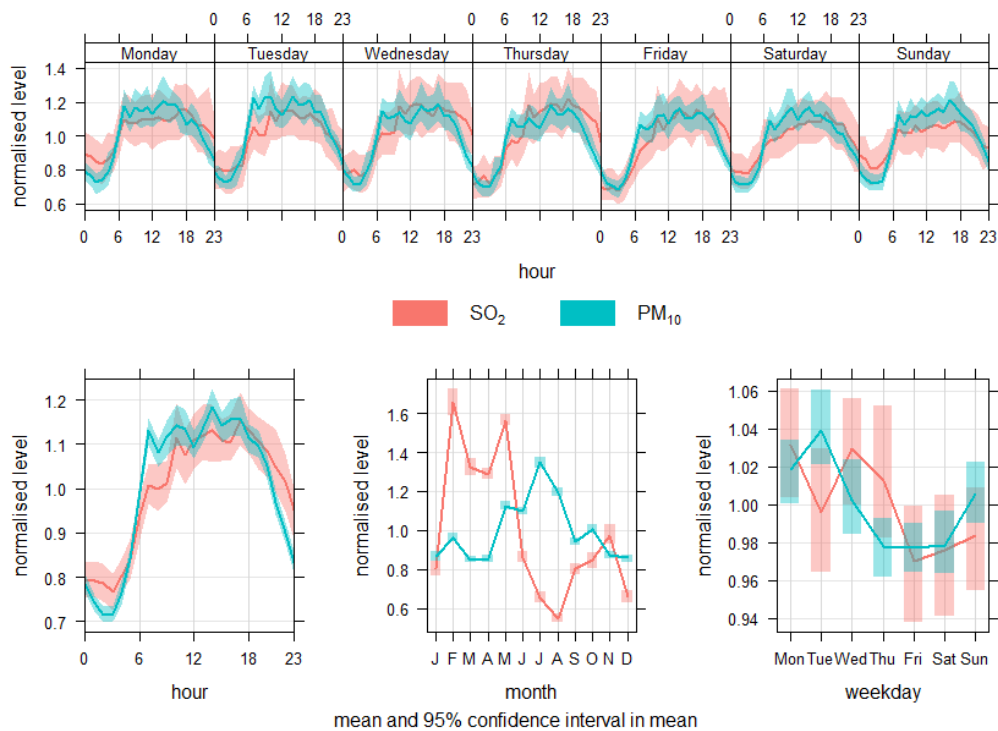 0 6 12 18 23 0 6 12 18 23 0 6 12 18 23
Monday Tuesday Wednesday Thursday Friday Saturday Sunday
normalised level
1.4
1.2
1.0
0.8
0.6
0 6 12 18 23 0 6 12 18 23 0 6 12 18 23 0 6 12 18 23
hour
SO₂ PM₁₀
normalised level
1.2
1.1
1.0
0.9
0.8
0.7
0 6 12 18 23
hour
normalised level
1.6
1.4
1.2
1.0
0.8
0.6
J F M A M J J A S O N D
month
normalised level
1.06
1.04
1.02
1.00
0.98
0.96
0.94
Mon Tue Wed Thu Fri Sat Sun
weekday
mean and 95% confidence interval in mean